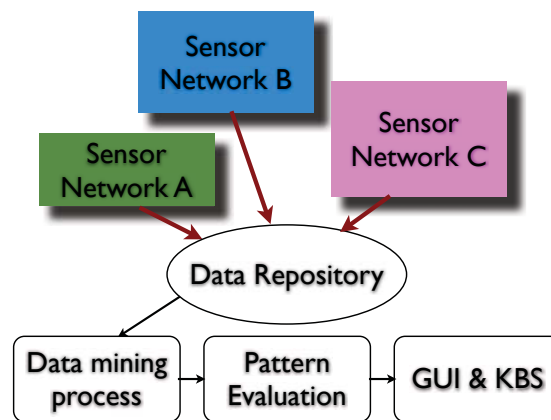 Sensor
Network B
Sensor
Network C
Sensor
Network A
Data Repository
Data mining
process
Pattern
Evaluation
GUI & KBS